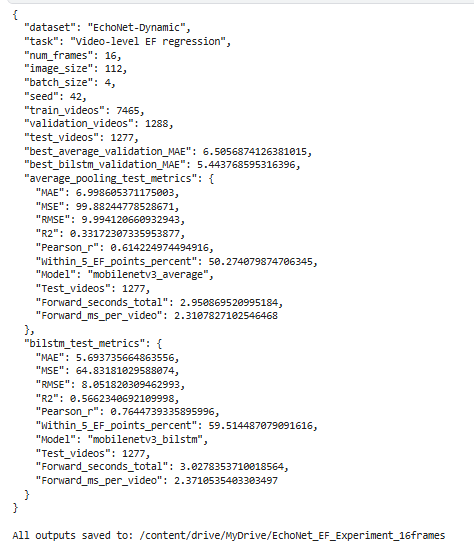 {
  "dataset": "EchoNet-Dynamic",
  "task": "Video-level EF regression",
  "num_frames": 16,
  "image_size": 112,
  "batch_size": 4,
  "seed": 42,
  "train_videos": 7465,
  "validation_videos": 1288,
  "test_videos": 1277,
  "best_average_validation_MAE": 6.5056874126381015,
  "best_bilstm_validation_MAE": 5.443768595316396,
  "average_pooling_test_metrics": {
    "MAE": 6.998605371175003,
    "MSE": 99.88244778528671,
    "RMSE": 9.994120660932943,
    "R2": 0.33172307335953877,
    "Pearson_r": 0.614224974494916,
    "Within_5_EF_points_percent": 50.274079874706345,
    "Model": "mobilenetv3_average",
    "Test_videos": 1277,
    "Forward_seconds_total": 2.950869520995184,
    "Forward_ms_per_video": 2.3107827102546468
  },
  "bilstm_test_metrics": {
    "MAE": 5.693735664863556,
    "MSE": 64.83181029588074,
    "RMSE": 8.051820309462993,
    "R2": 0.5662340692109998,
    "Pearson_r": 0.7644739335895996,
    "Within_5_EF_points_percent": 59.514487079091616,
    "Model": "mobilenetv3_bilstm",
    "Test_videos": 1277,
    "Forward_seconds_total": 3.0278353710018564,
    "Forward_ms_per_video": 2.3710535403303497
  }
}
All outputs saved to: /content/drive/MyDrive/EchoNet_EF_Experiment_16frames